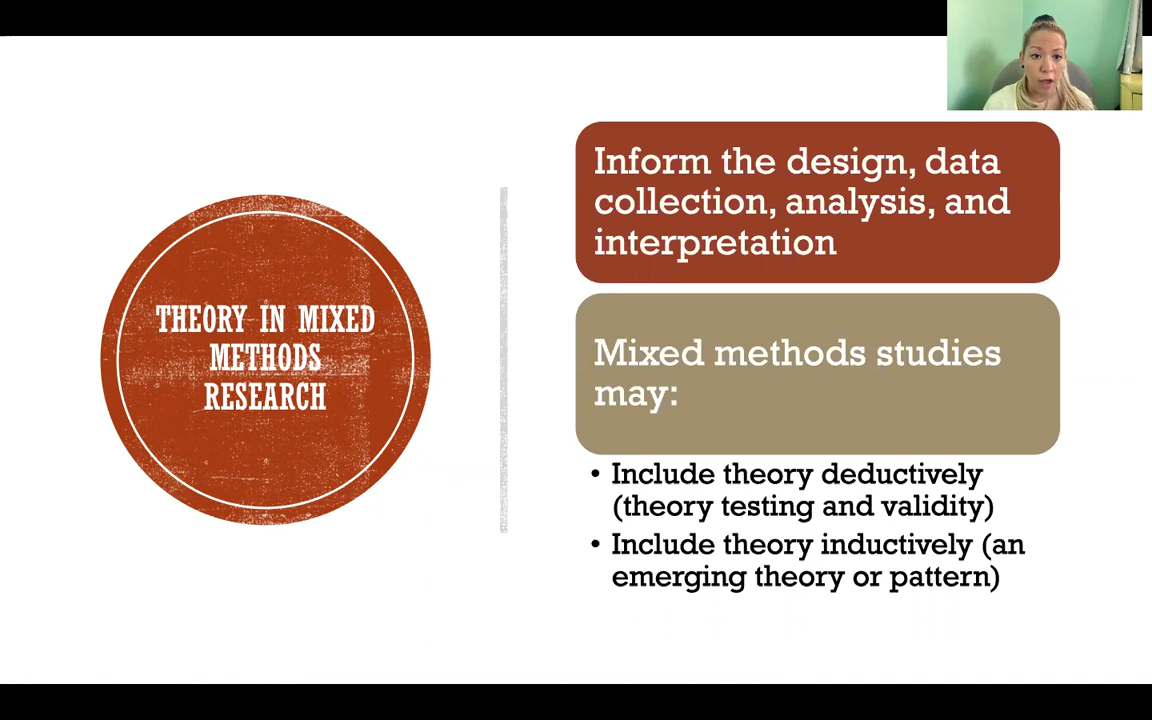 THEORY IN MIXED
METHODS
RESEARCH
Inform the design, data
collection, analysis, and
interpretation
Mixed methods studies
may:
• Include theory deductively
(theory testing and validity)
• Include theory inductively (an
emerging theory or pattern)